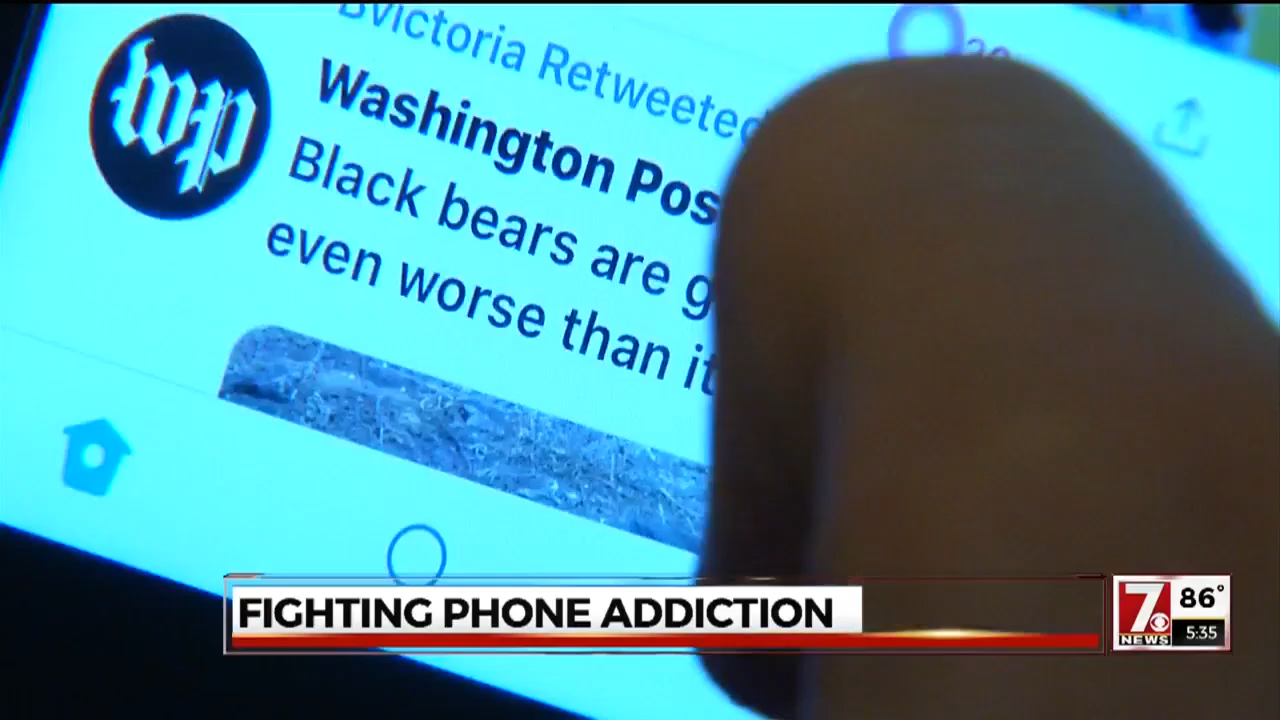 Bvictoria Retweeted
wp
Washington Pos
Black bears are g
even worse than it
FIGHTING PHONE ADDICTION
7
NEWS
86°
5:35